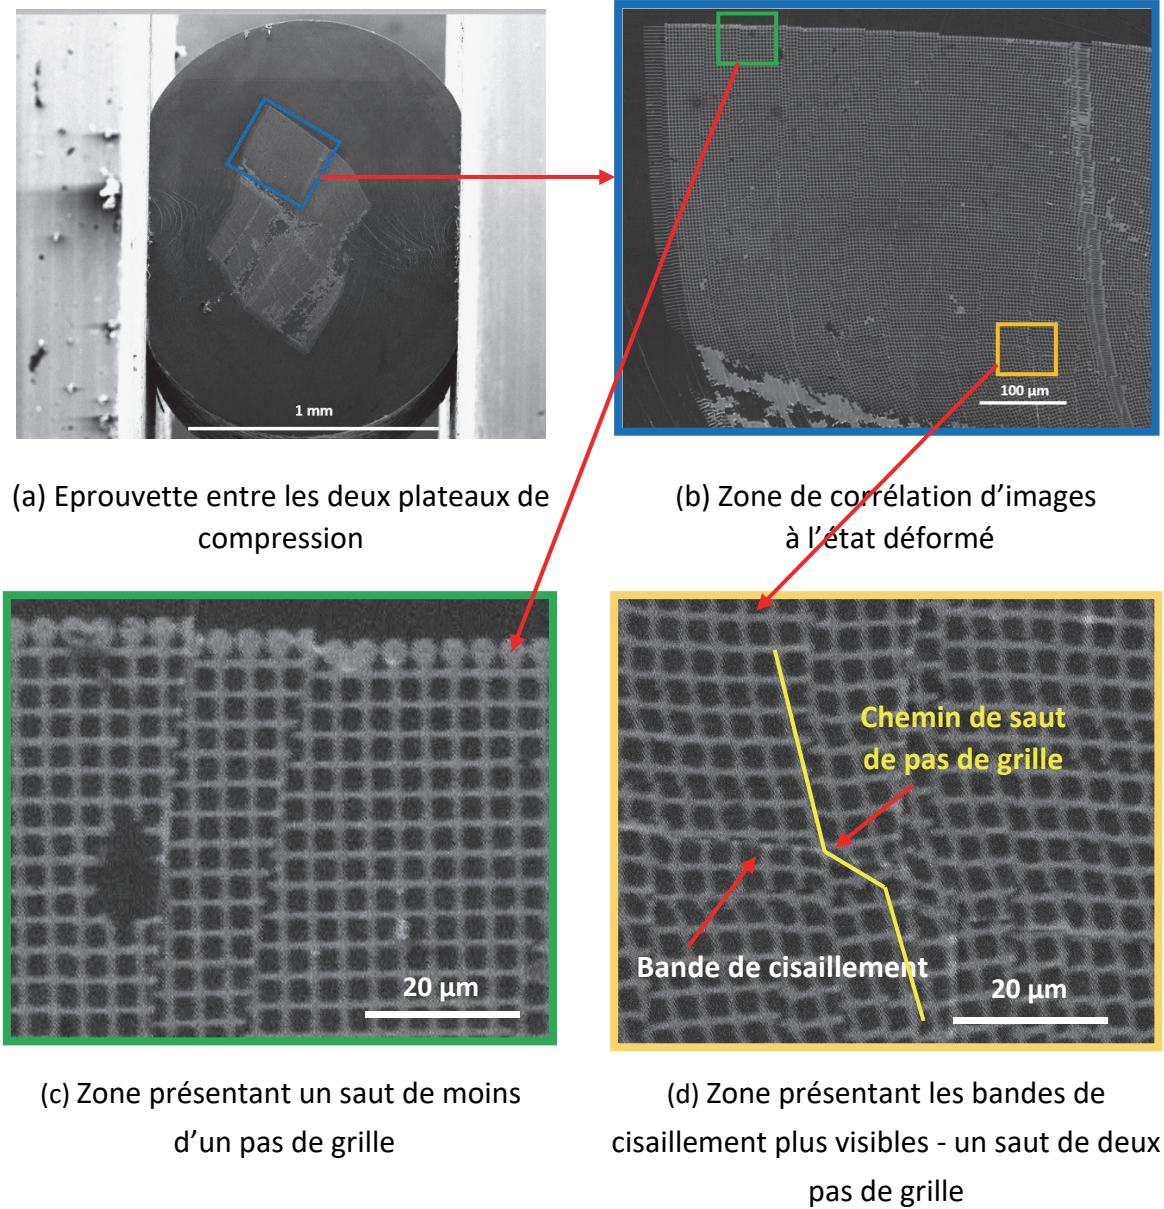 1 mm
100 µm
(a) Eprouvette entre les deux plateaux de
compression
(b) Zone de corrélation d’images
à l’état déformé
Chemin de saut
de pas de grille
Bande de cisaillement
20 µm
20 µm
(c) Zone présentant un saut de moins
d’un pas de grille
(d) Zone présentant les bandes de
cisaillement plus visibles - un saut de deux
pas de grille